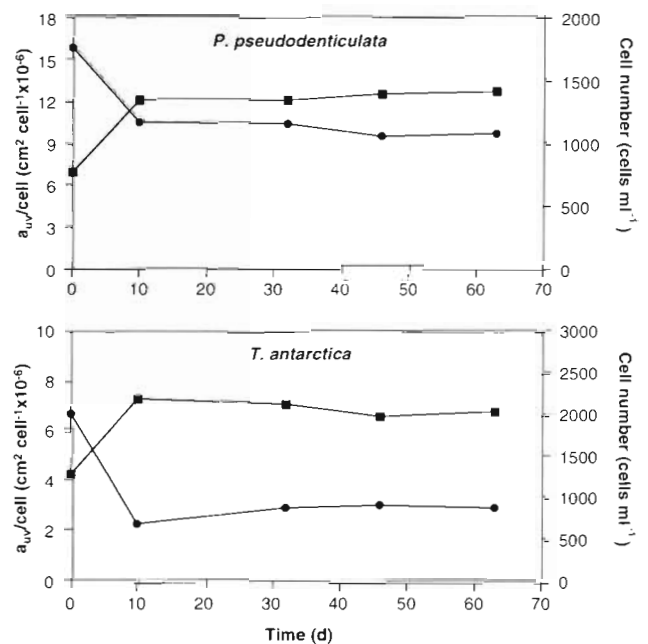 P. pseudodenticulata
a_uv/cell (cm² cell⁻¹x10⁻⁶)
18
15
12
9
6
3
0
2000
1500
1000
500
0
Cell number (cells ml⁻¹)
0 10 20 30 40 50 60 70
T. antarctica
a_uv/cell (cm² cell⁻¹x10⁻⁶)
10
8
6
4
2
0
3000
2500
2000
1500
1000
500
0
Cell number (cells ml⁻¹)
0 10 20 30 40 50 60 70
Time (d)